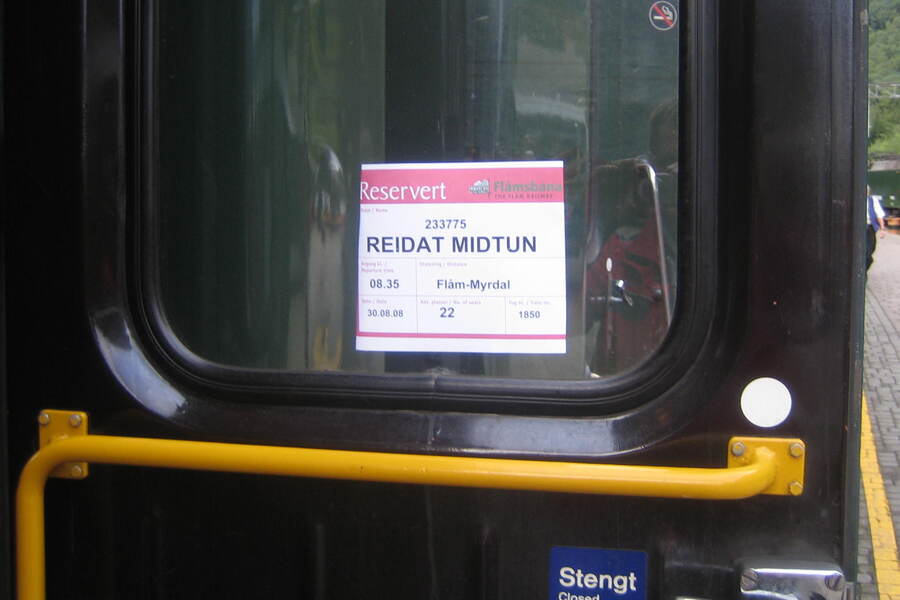 Reservert
Flåmsbana
THE FLÅM RAILWAY
Navn / Name
233775
REIDAT MIDTUN
Avgang kl. / Strekning / Distance
Departure time
08.35 Flåm-Myrdal
Dato / Date Ant. plasser / No. of seats Tog nr. / Train no.
30.08.08 22 1850
Stengt
Closed